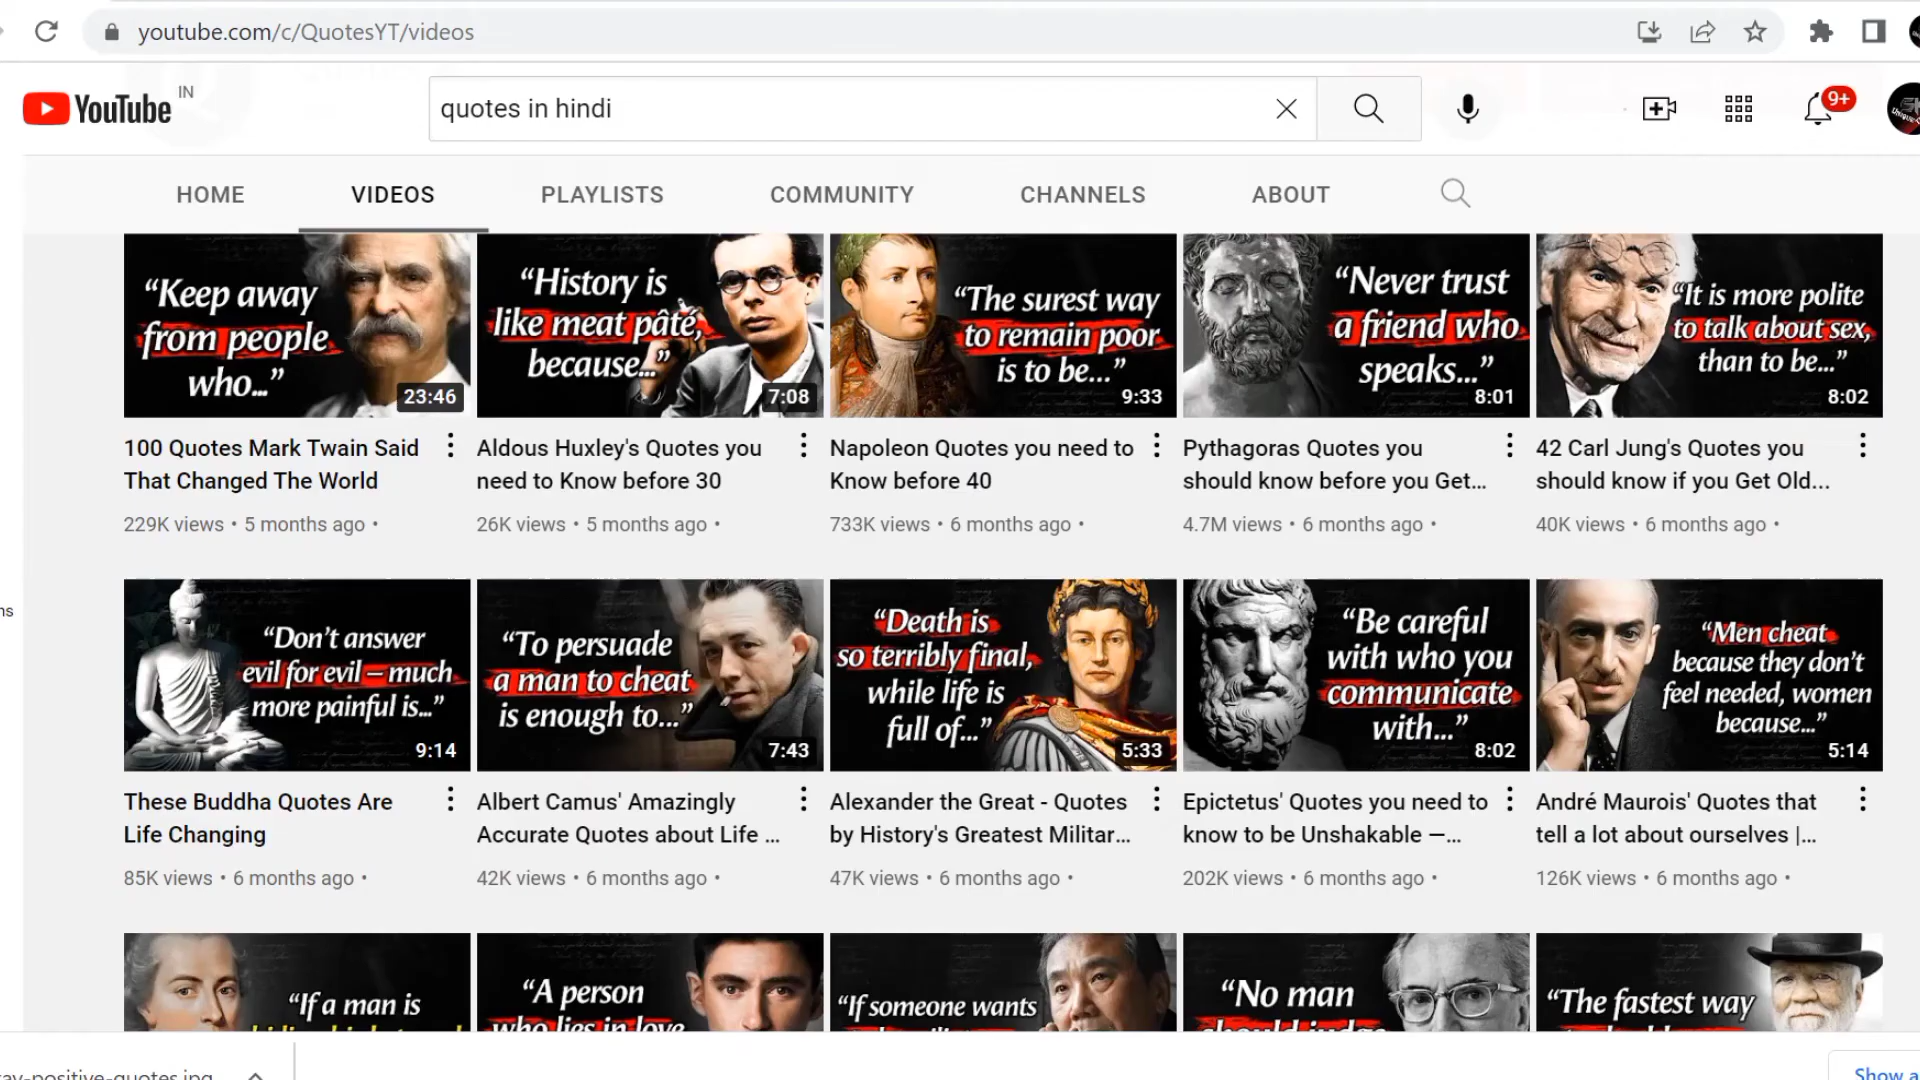 youtube.com/c/QuotesYT/videos
YouTube IN
quotes in hindi
9+
HOME VIDEOS PLAYLISTS COMMUNITY CHANNELS ABOUT
“Keep away
from people
who...”
23:46
“History is
like meat pâté,
because...”
7:08
“The surest way
to remain poor
is to be...”
9:33
“Never trust
a friend who
speaks...”
8:01
“It is more polite
to talk about sex,
than to be...”
8:02
100 Quotes Mark Twain Said
That Changed The World
229K views • 5 months ago •
Aldous Huxley's Quotes you
need to Know before 30
26K views • 5 months ago •
Napoleon Quotes you need to
Know before 40
733K views • 6 months ago •
Pythagoras Quotes you
should know before you Get...
4.7M views • 6 months ago •
42 Carl Jung's Quotes you
should know if you Get Old...
40K views • 6 months ago •
ns
“Don't answer
evil for evil – much
more painful is...”
9:14
“To persuade
a man to cheat
is enough to...”
7:43
“Death is
so terribly final,
while life is
full of...”
5:33
“Be careful
with who you
communicate
with...”
8:02
“Men cheat
because they don't
feel needed, women
because...”
5:14
These Buddha Quotes Are
Life Changing
85K views • 6 months ago •
Albert Camus' Amazingly
Accurate Quotes about Life ...
42K views • 6 months ago •
Alexander the Great - Quotes
by History's Greatest Militar...
47K views • 6 months ago •
Epictetus' Quotes you need to
know to be Unshakable —...
202K views • 6 months ago •
André Maurois' Quotes that
tell a lot about ourselves |...
126K views • 6 months ago •
“If a man is
“A person
who lies in love
“If someone wants
“No man
should judge
“The fastest way
ay-positive-quotes.jpg
Show a